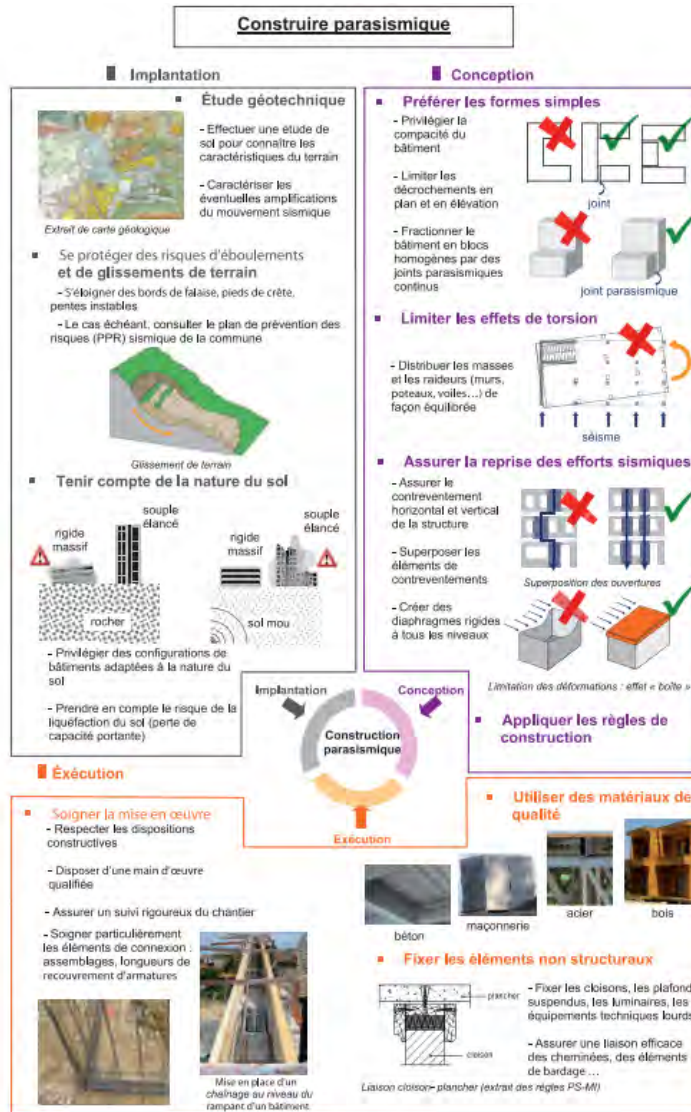 Construire parasismique
Implantation
Étude géotechnique
- Effectuer une étude de
sol pour connaître les
caractéristiques du terrain
- Caractériser les
éventuelles amplifications
du mouvement sismique
Extrait de carte géologique
Se protéger des risques d'éboulements
et de glissements de terrain
- S'éloigner des bords de falaise, pieds de crête,
pentes instables
- Le cas échéant, consulter le plan de prévention des
risques (PPR) sismique de la commune
Glissement de terrain
Tenir compte de la nature du sol
rigide
massif
souple
élancé
rocher
rigide
massif
souple
élancé
sol mou
- Privilégier des configurations de
bâtiments adaptées à la nature du
sol
- Prendre en compte le risque de la
liquéfaction du sol (perte de
capacité portante)
Conception
Préférer les formes simples
- Privilégier la
compacité du
bâtiment
- Limiter les
décrochements en
plan et en élévation
- Fractionner le
bâtiment en blocs
homogènes par des
joints parasismiques
continus
joint
joint parasismique
Limiter les effets de torsion
- Distribuer les masses
et les raideurs (murs,
poteaux, voiles...) de
façon équilibrée
séisme
Assurer la reprise des efforts sismiques
- Assurer le
contreventement
horizontal et vertical
de la structure
- Superposer les
éléments de
contreventements
Superposition des ouvertures
- Créer des
diaphragmes rigides
à tous les niveaux
Limitation des déformations : effet « boîte »
Appliquer les règles de
construction
Implantation
Conception
Construction
parasismique
Exécution
Éxécution
Soigner la mise en œuvre
- Respecter les dispositions
constructives
- Disposer d'une main d'œuvre
qualifiée
- Assurer un suivi rigoureux du chantier
- Soigner particulièrement
les éléments de connexion :
assemblages, longueurs de
recouvrement d'armatures
Mise en place d'un
chaînage au niveau du
rampant d'un bâtiment
Utiliser des matériaux de
qualité
béton
maçonnerie
acier
bois
Fixer les éléments non structuraux
plancher
cloison
Liaison cloison- plancher (extrait des règles PS-MI)
- Fixer les cloisons, les plafond
suspendus, les luminaires, les
équipements techniques lourds
- Assurer une liaison efficace
des cheminées, des éléments
de bardage ...